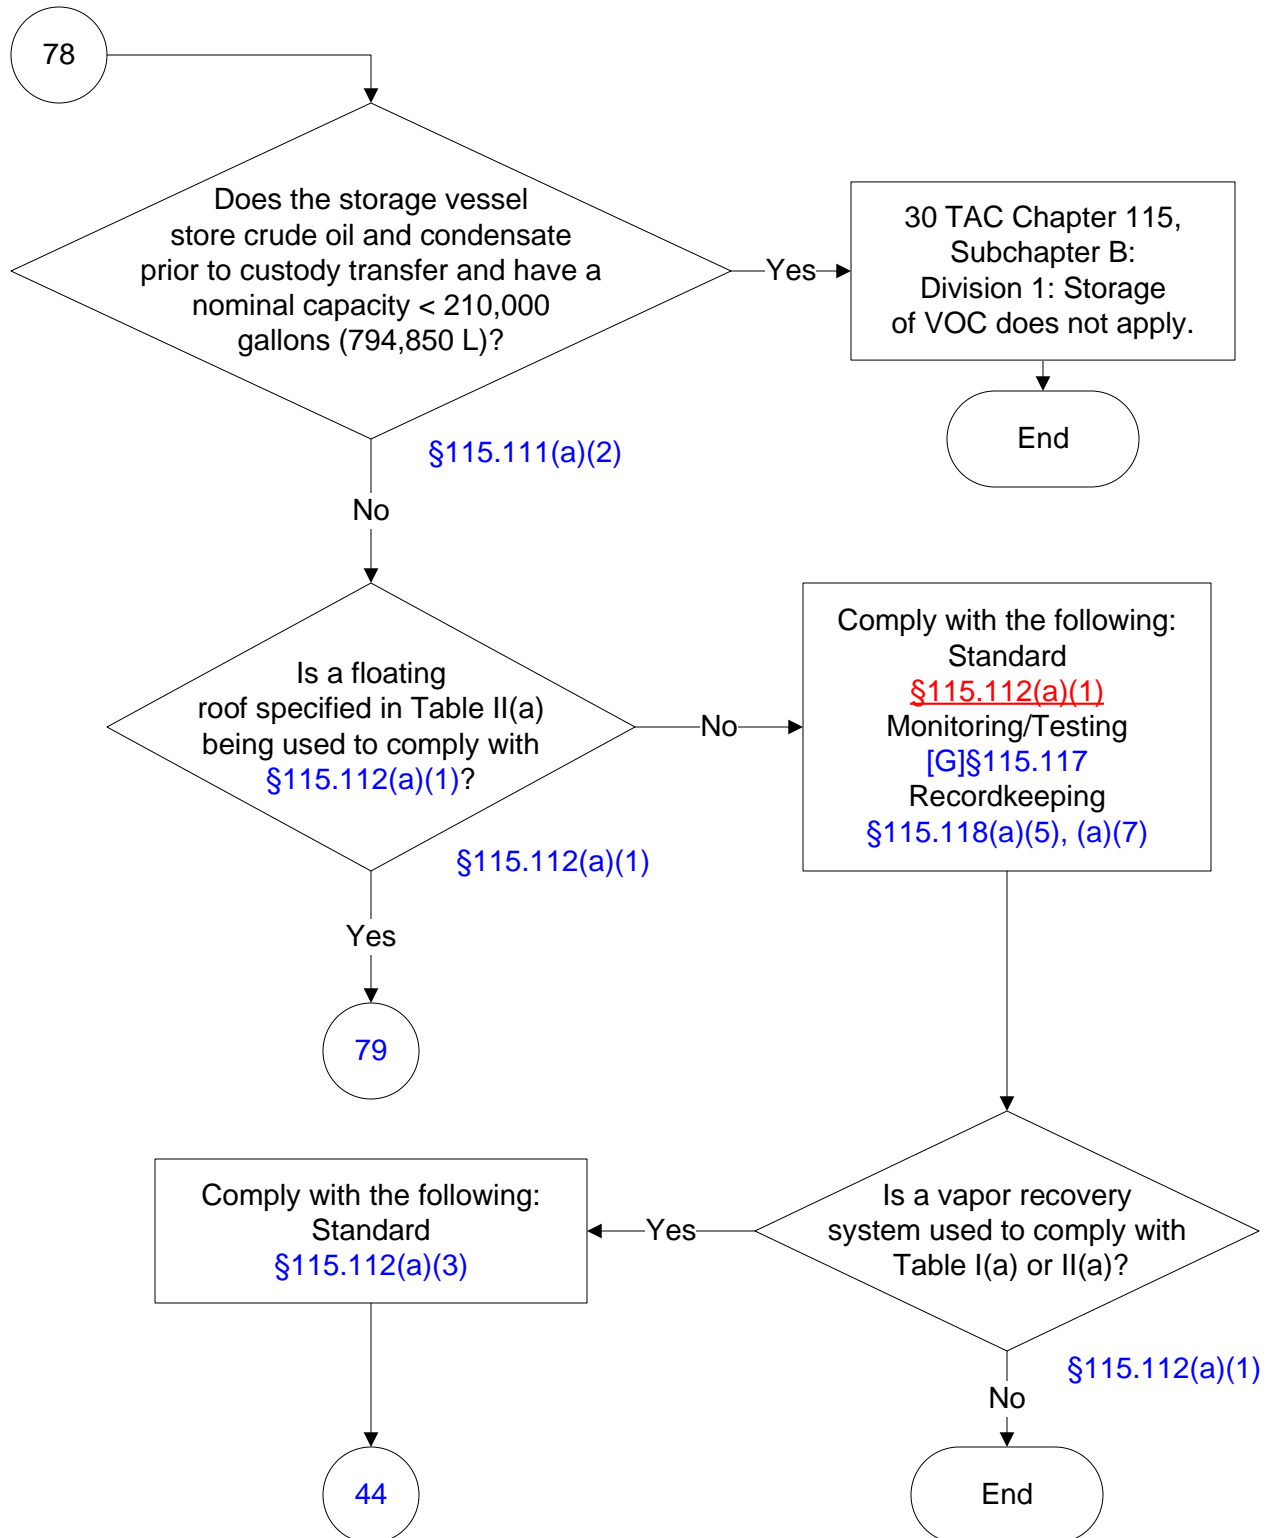 78
Does the storage vessel
store crude oil and condensate
prior to custody transfer and have a
nominal capacity < 210,000
gallons (794,850 L)?
Yes
30 TAC Chapter 115,
Subchapter B:
Division 1: Storage
of VOC does not apply.
End
§115.111(a)(2)
No
Is a floating
roof specified in Table II(a)
being used to comply with
§115.112(a)(1)?
No
Comply with the following:
Standard
§115.112(a)(1)
Monitoring/Testing
[G]§115.117
Recordkeeping
§115.118(a)(5), (a)(7)
§115.112(a)(1)
Yes
79
Is a vapor recovery
system used to comply with
Table I(a) or II(a)?
Yes
Comply with the following:
Standard
§115.112(a)(3)
§115.112(a)(1)
No
44
End